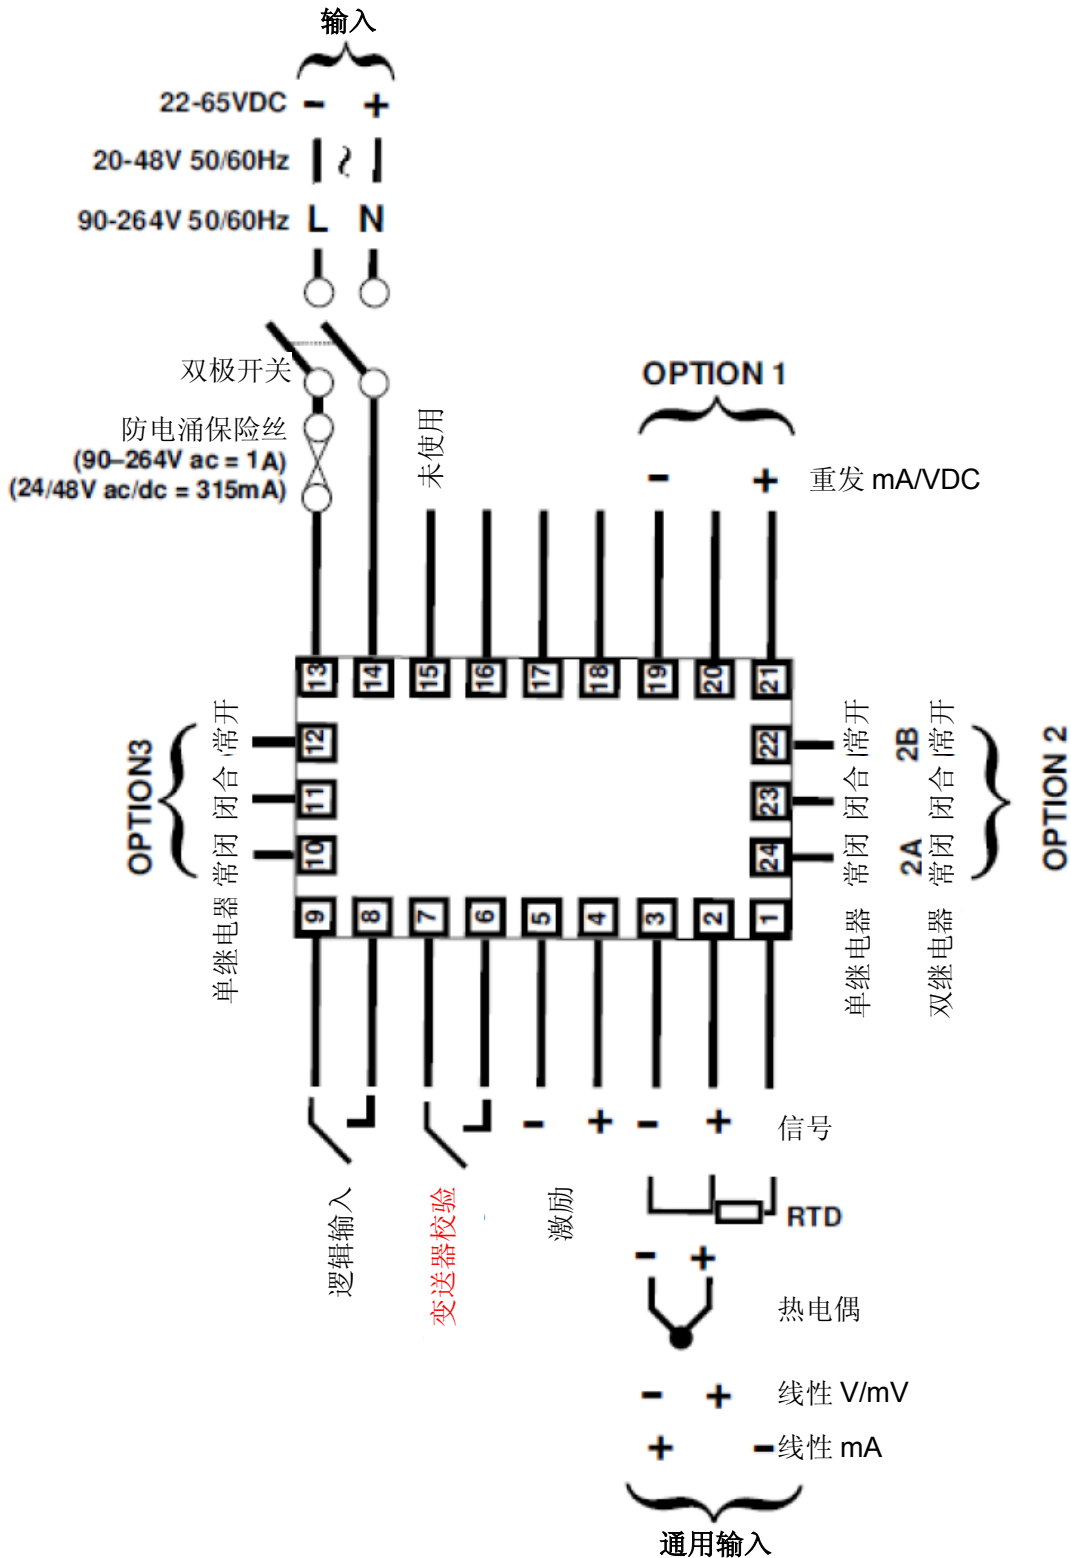 输入
22-65VDC - +
20-48V 50/60Hz ~
90-264V 50/60Hz L N
双极开关
防电涌保险丝
(90–264V ac = 1A)
(24/48V ac/dc = 315mA)
未使用
OPTION 1
- + 重发 mA/VDC
13 14 15 16 17 18 19 20 21
OPTION3
单继电器 常闭 闭合 常开
12
11
10
22
23
24
单继电器 常闭 闭合 常开
2A 2B
双继电器 常闭 闭合 常开
OPTION 2
9 8 7 6 5 4 3 2 1
- + - + 信号
逻辑输入
变送器校验
激励
RTD
- +
热电偶
- + 线性 V/mV
+ - 线性 mA
通用输入